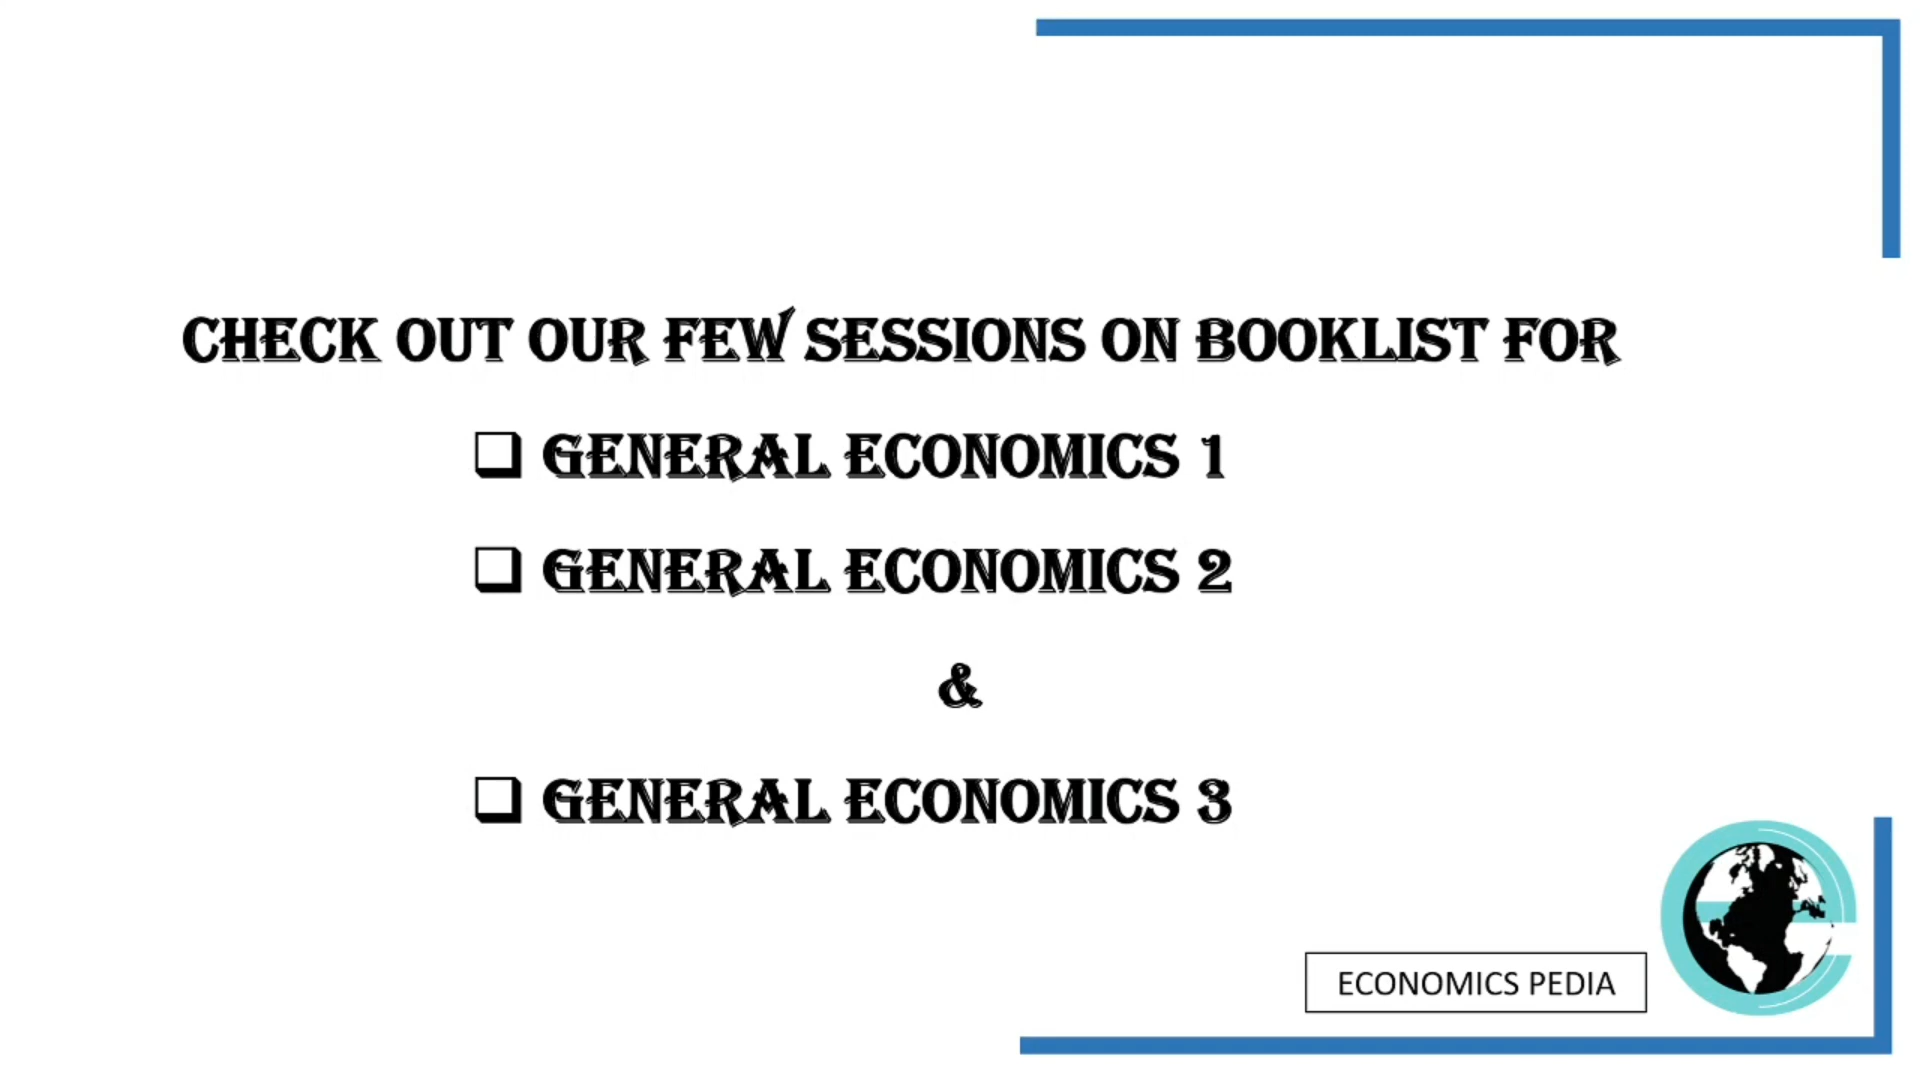 CHECK OUT OUR FEW SESSIONS ON BOOKLIST FOR
❑ GENERAL ECONOMICS 1
❑ GENERAL ECONOMICS 2
&
❑ GENERAL ECONOMICS 3
ECONOMICS PEDIA